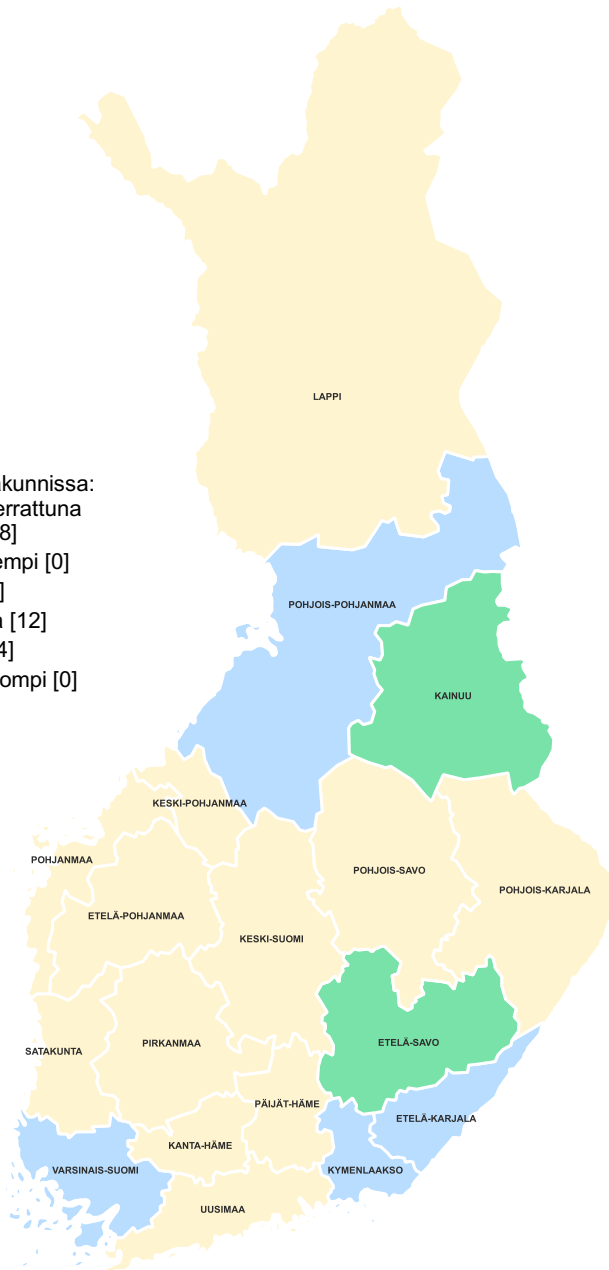 LAPPI
akunnissa:
errattuna
8]
empi [0]
]
a [12]
4]
ompi [0]
POHJOIS-POHJANMAA
KAINUU
KESKI-POHJANMAA
POHJANMAA
POHJOIS-SAVO
POHJOIS-KARJALA
ETELÄ-POHJANMAA
KESKI-SUOMI
ETELÄ-SAVO
PIRKANMAA
SATAKUNTA
PÄIJÄT-HÄME
ETELÄ-KARJALA
KANTA-HÄME
VARSINAIS-SUOMI
KYMENLAAKSO
UUSIMAA